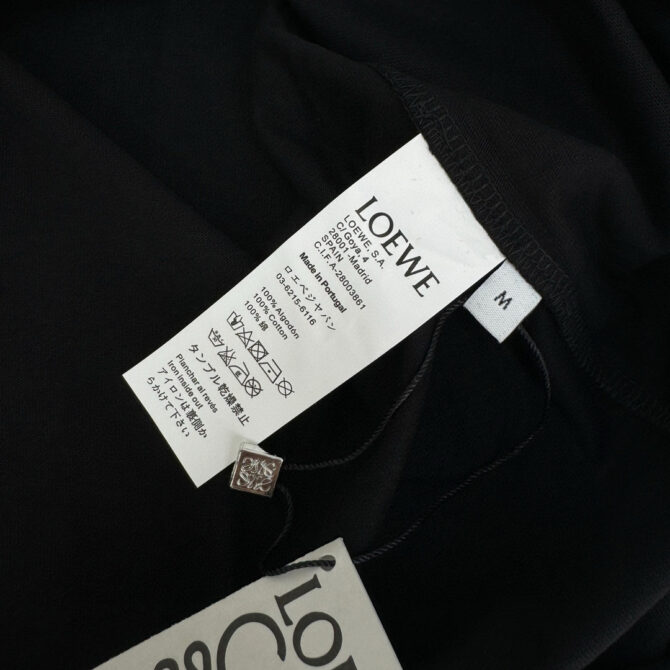 LOEWE
LOEWE, S.A.
C/Goya, 4
28001-Madrid
SPAIN
C.I.F. A-28003861
Made in Portugal
ロエベジャパン
03-6215-6116
100% Algodón
100% Cotton
100% 綿
Planchar al revés
Iron inside out
タンブル乾燥禁止
アイロンは裏側か
らかけて下さい
M
LOE